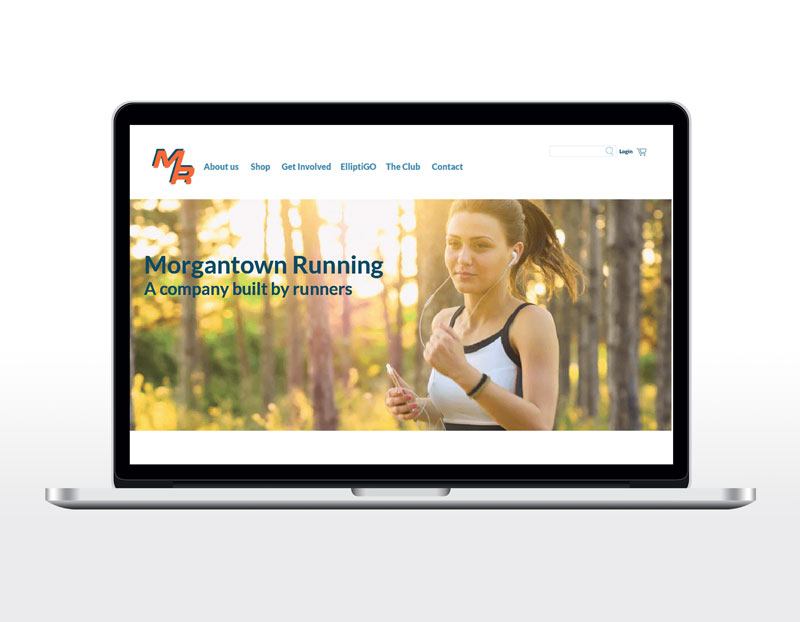 MR
About us Shop Get Involved ElliptiGO The Club Contact
Login
Morgantown Running
A company built by runners